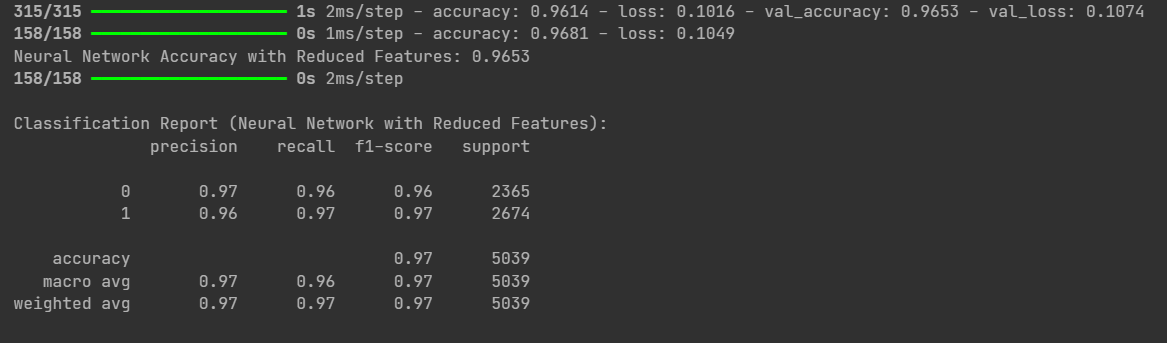 315/315 ━━━━━━━━━━━━━━━━━━━━ 1s 2ms/step - accuracy: 0.9614 - loss: 0.1016 - val_accuracy: 0.9653 - val_loss: 0.1074
158/158 ━━━━━━━━━━━━━━━━━━━━ 0s 1ms/step - accuracy: 0.9681 - loss: 0.1049
Neural Network Accuracy with Reduced Features: 0.9653
158/158 ━━━━━━━━━━━━━━━━━━━━ 0s 2ms/step
Classification Report (Neural Network with Reduced Features):
precision recall f1-score support
0 0.97 0.96 0.96 2365
1 0.96 0.97 0.97 2674
accuracy 0.97 5039
macro avg 0.97 0.96 0.97 5039
weighted avg 0.97 0.97 0.97 5039